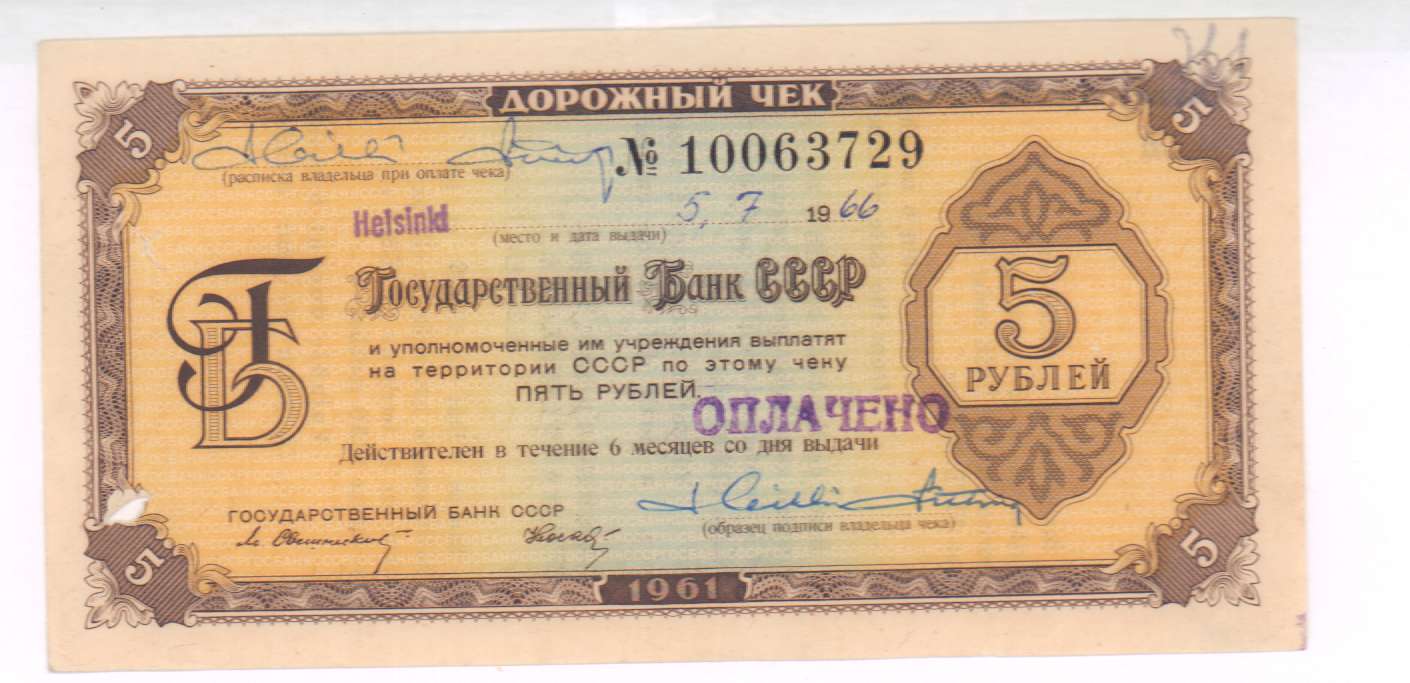 ДОРОЖНЫЙ ЧЕК
5
5
№ 10063729
(расписка владельца при оплате чека)
Helsinki 5, 7 1966
(место и дата выдачи)
ГБ
Государственный Банк СССР
и уполномоченные им учреждения выплатят
на территории СССР по этому чеку
ПЯТЬ РУБЛЕЙ.
5
РУБЛЕЙ
ОПЛАЧЕНО
Действителен в течение 6 месяцев со дня выдачи
ГОСУДАРСТВЕННЫЙ БАНК СССР
(образец подписи владельца чека)
5
5
1961